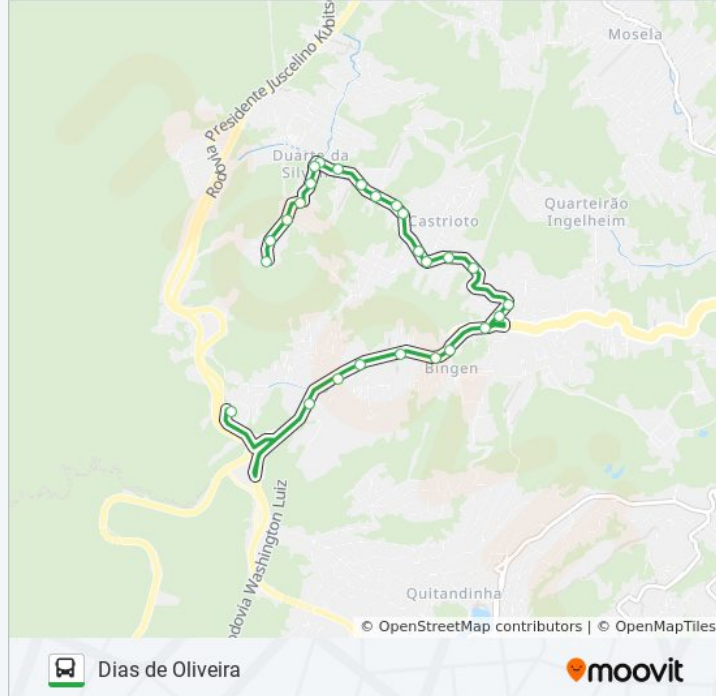 Mosela
Rodovia Presidente Juscelino Kubits
Duarte da
Silv
Castrioto
Quarteirão
Ingelheim
Bingen
odovia Washington Luiz
Quitandinha
© OpenStreetMap contributors | © OpenMapTiles
Dias de Oliveira
moovit